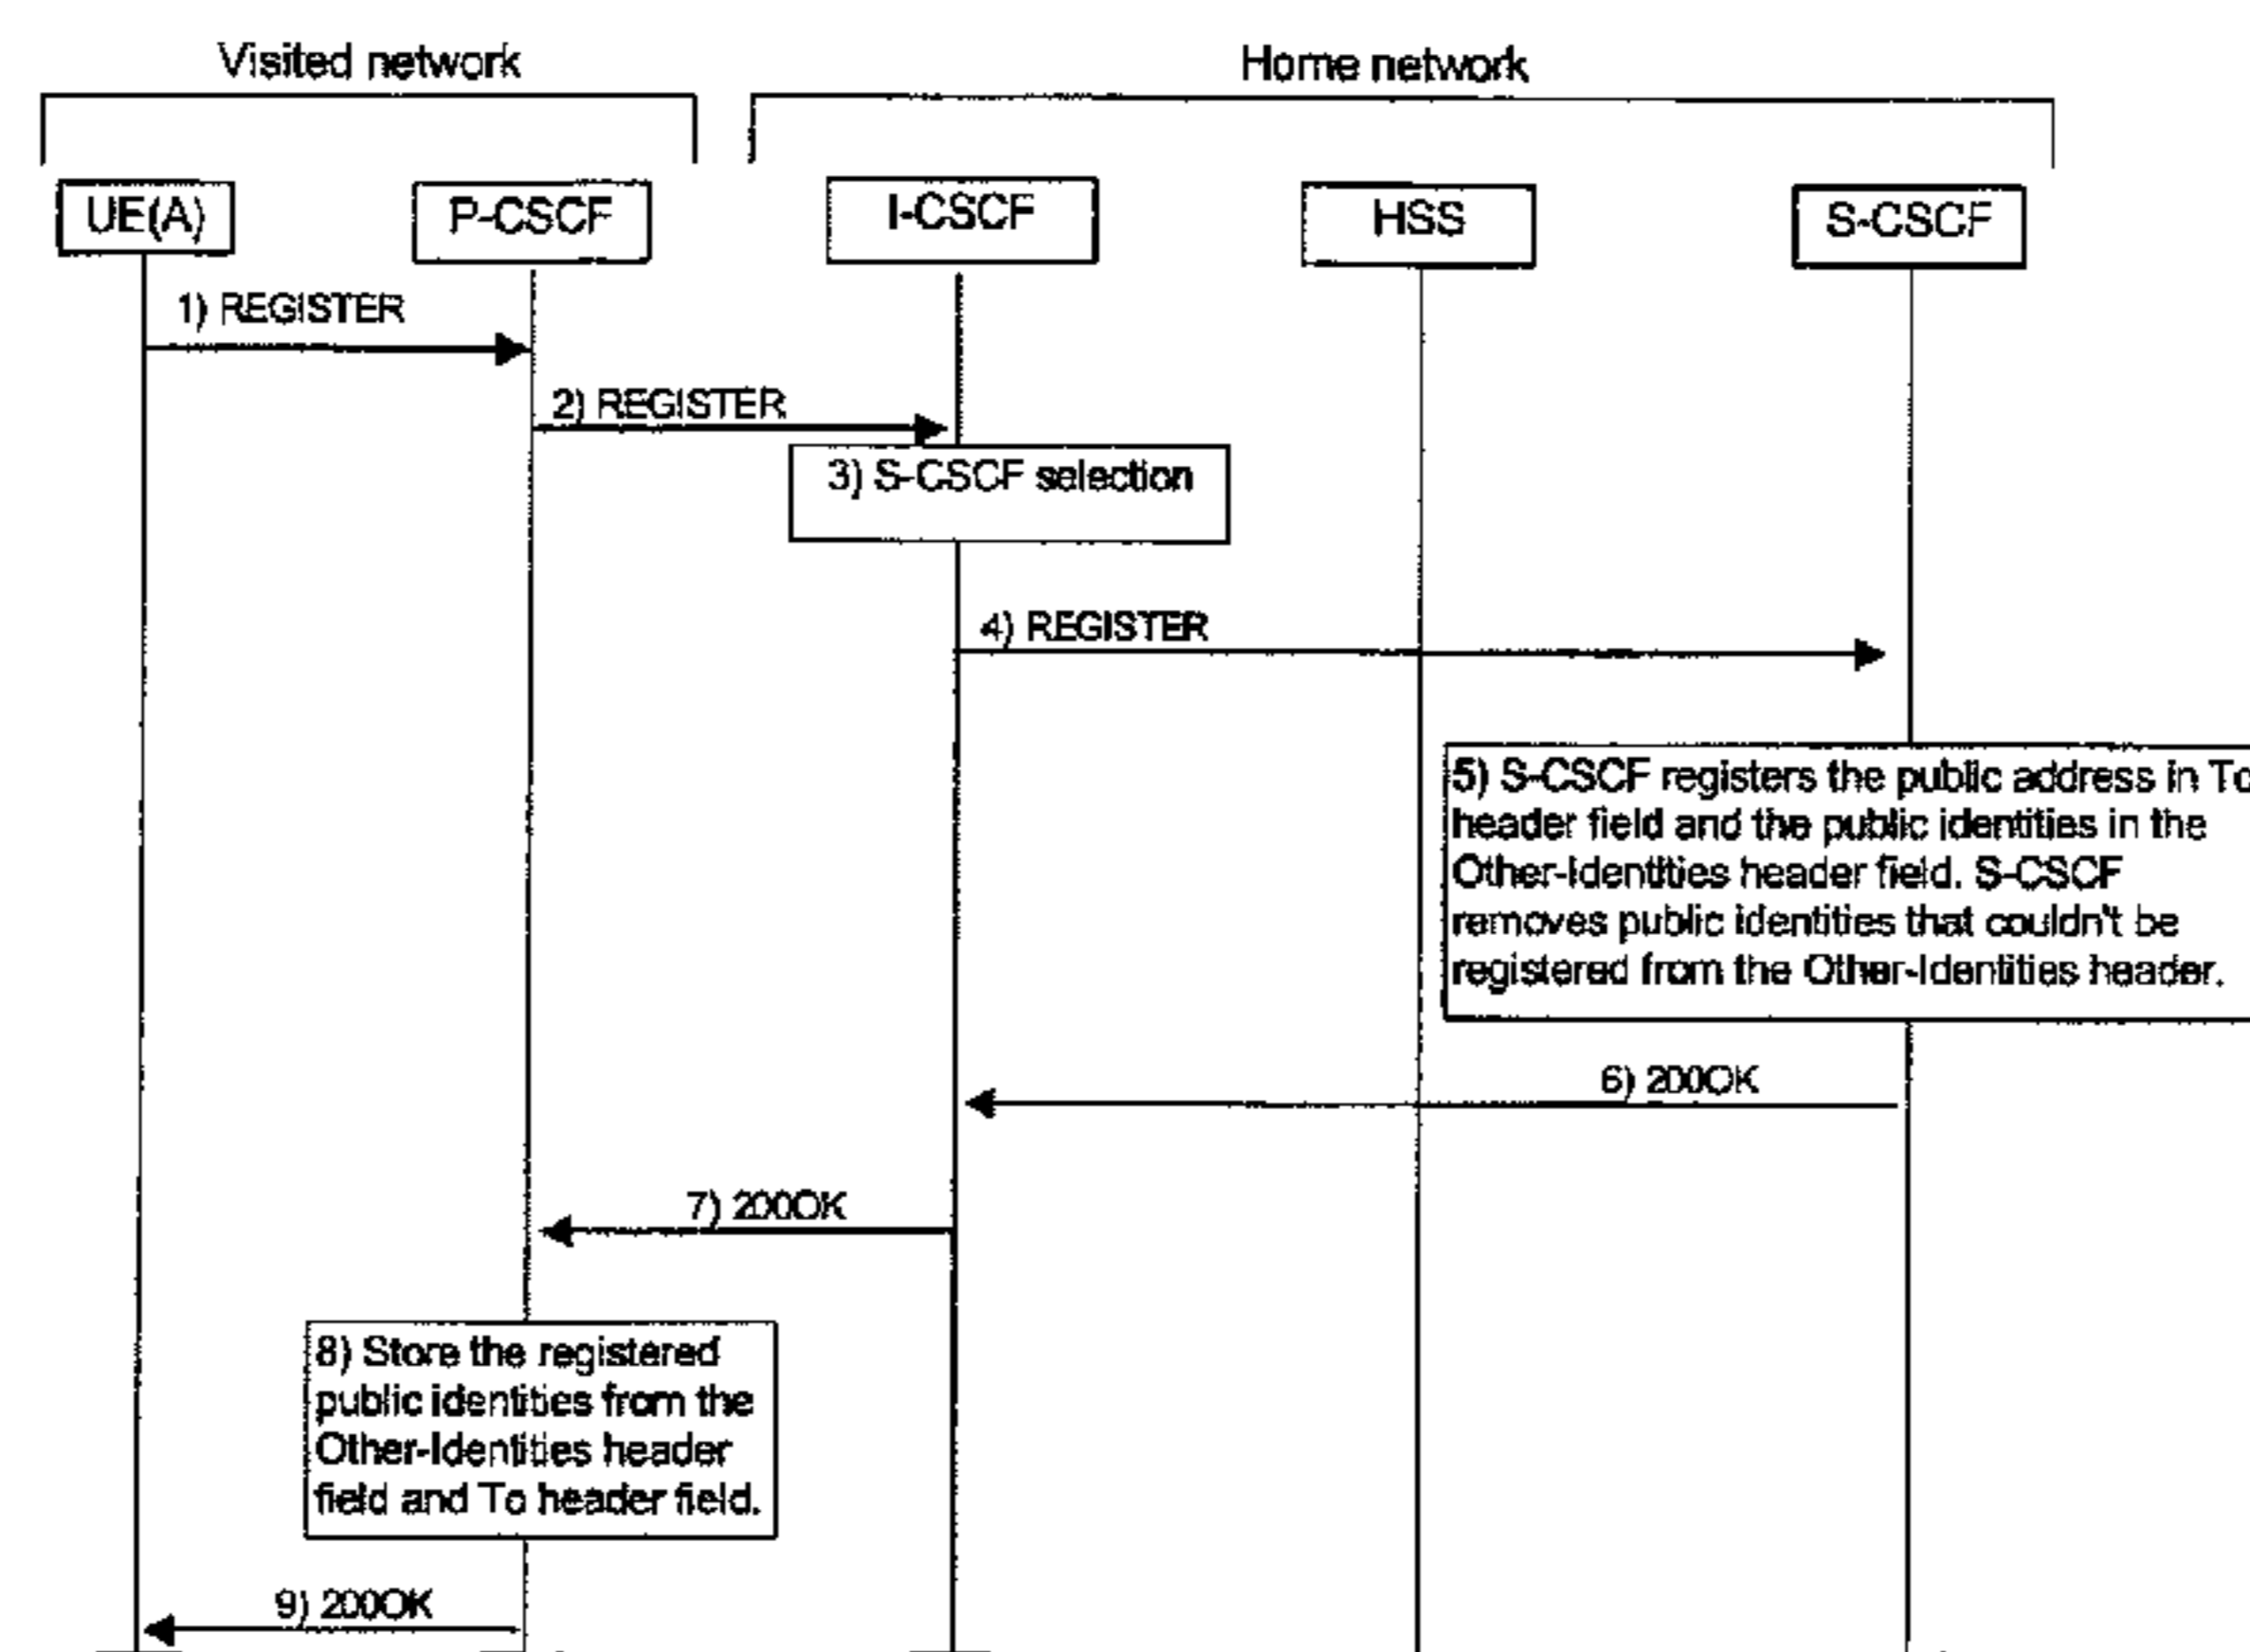 Visited network
Home network
UE(A)
P-CSCF
I-CSCF
HSS
S-CSCF
1) REGISTER
2) REGISTER
3) S-CSCF selection
4) REGISTER
5) S-CSCF registers the public address in To
header field and the public identities in the
Other-Identities header field. S-CSCF
removes public identities that couldn't be
registered from the Other-Identities header.
6) 200OK
7) 200OK
8) Store the registered
public identities from the
Other-Identities header
field and To header field.
9) 200OK